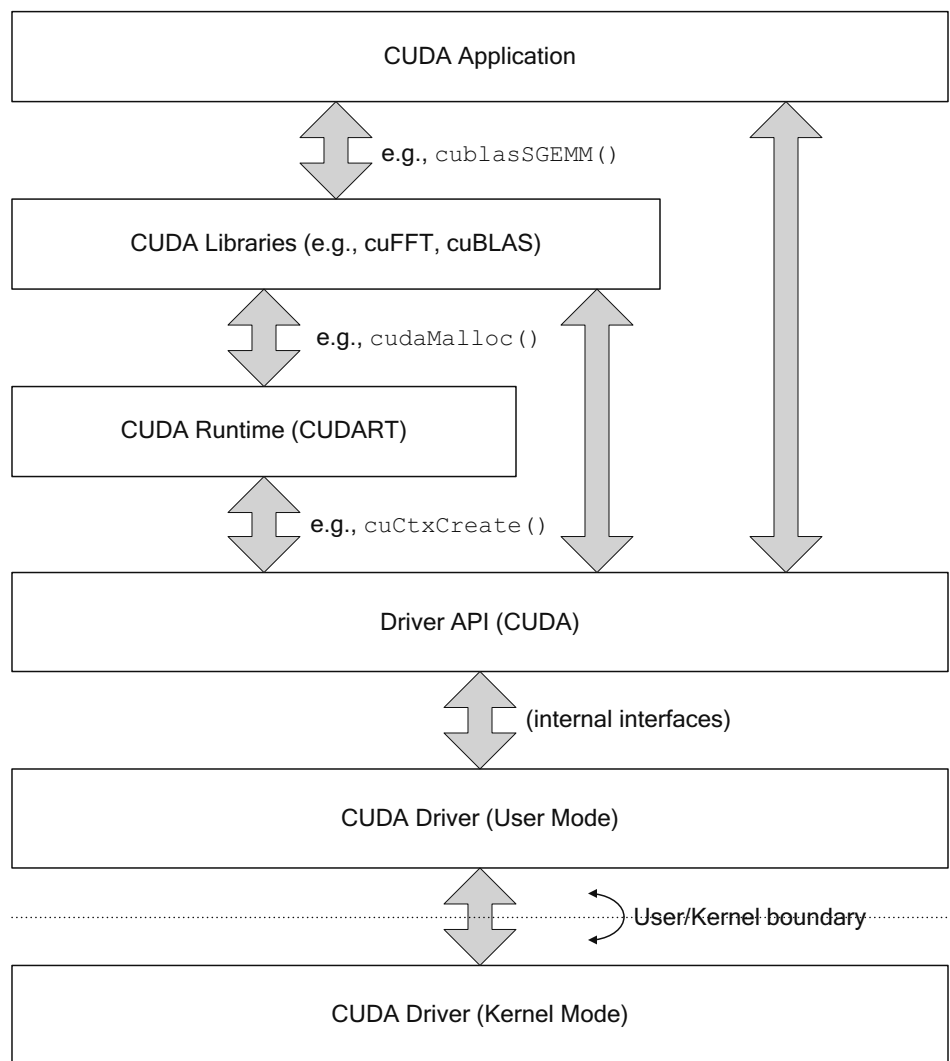 CUDA Application
e.g., cublasSGEMM()
CUDA Libraries (e.g., cuFFT, cuBLAS)
e.g., cudaMalloc()
CUDA Runtime (CUDART)
e.g., cuCtxCreate()
Driver API (CUDA)
(internal interfaces)
CUDA Driver (User Mode)
User/Kernel boundary
CUDA Driver (Kernel Mode)